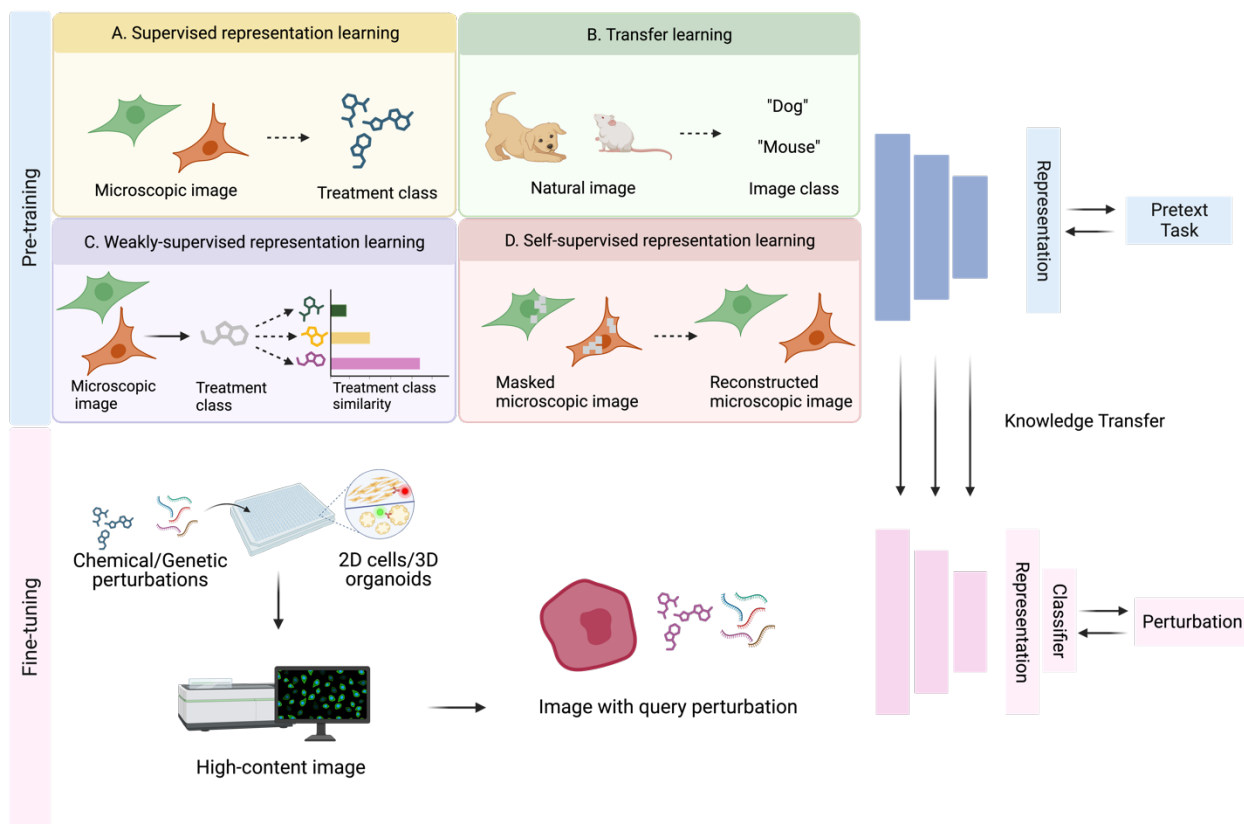 Pre-training
A. Supervised representation learning
Microscopic image
Treatment class
B. Transfer learning
"Dog"
"Mouse"
Natural image
Image class
C. Weakly-supervised representation learning
Microscopic
image
Treatment
class
Treatment class
similarity
D. Self-supervised representation learning
Masked
microscopic image
Reconstructed
microscopic image
Representation
Pretext
Task
Knowledge Transfer
Fine-tuning
Chemical/Genetic
perturbations
2D cells/3D
organoids
High-content image
Image with query perturbation
Representation
Classifier
Perturbation